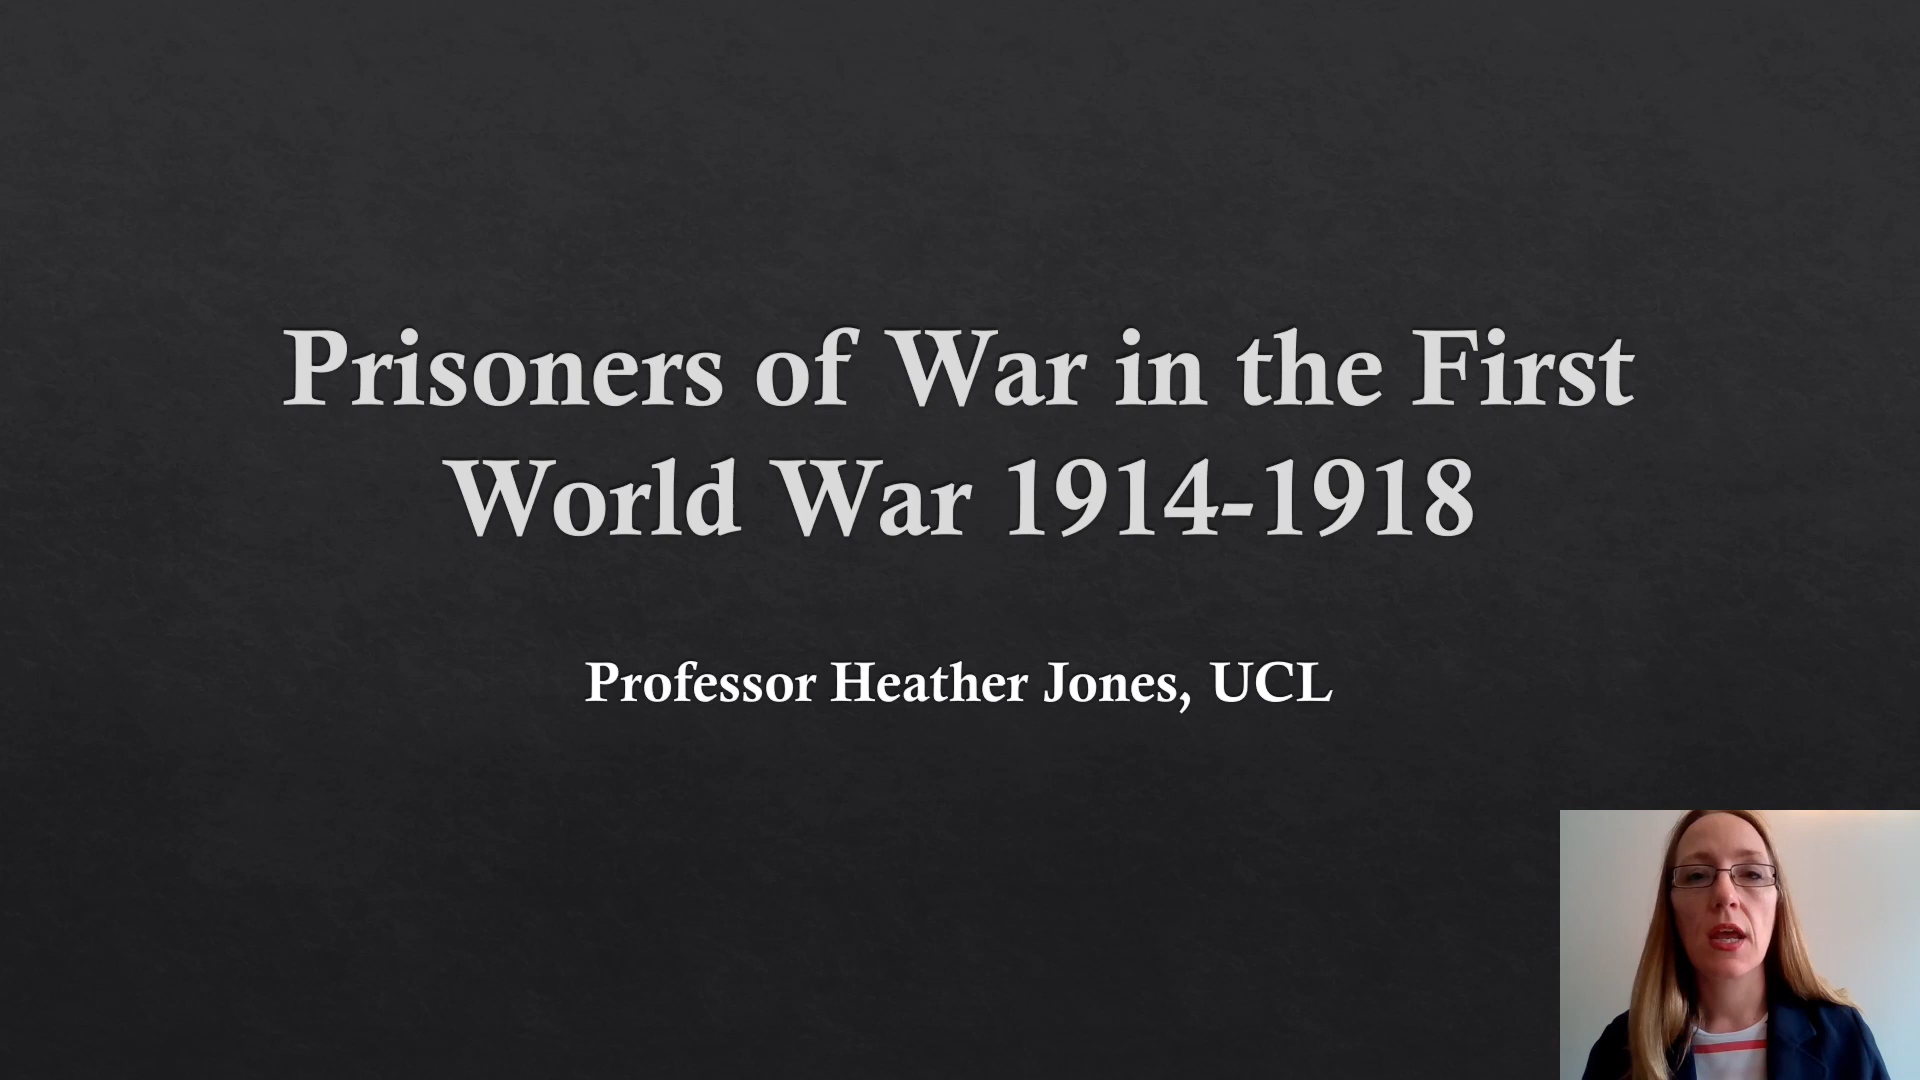 Prisoners of War in the First
World War 1914-1918
Professor Heather Jones, UCL